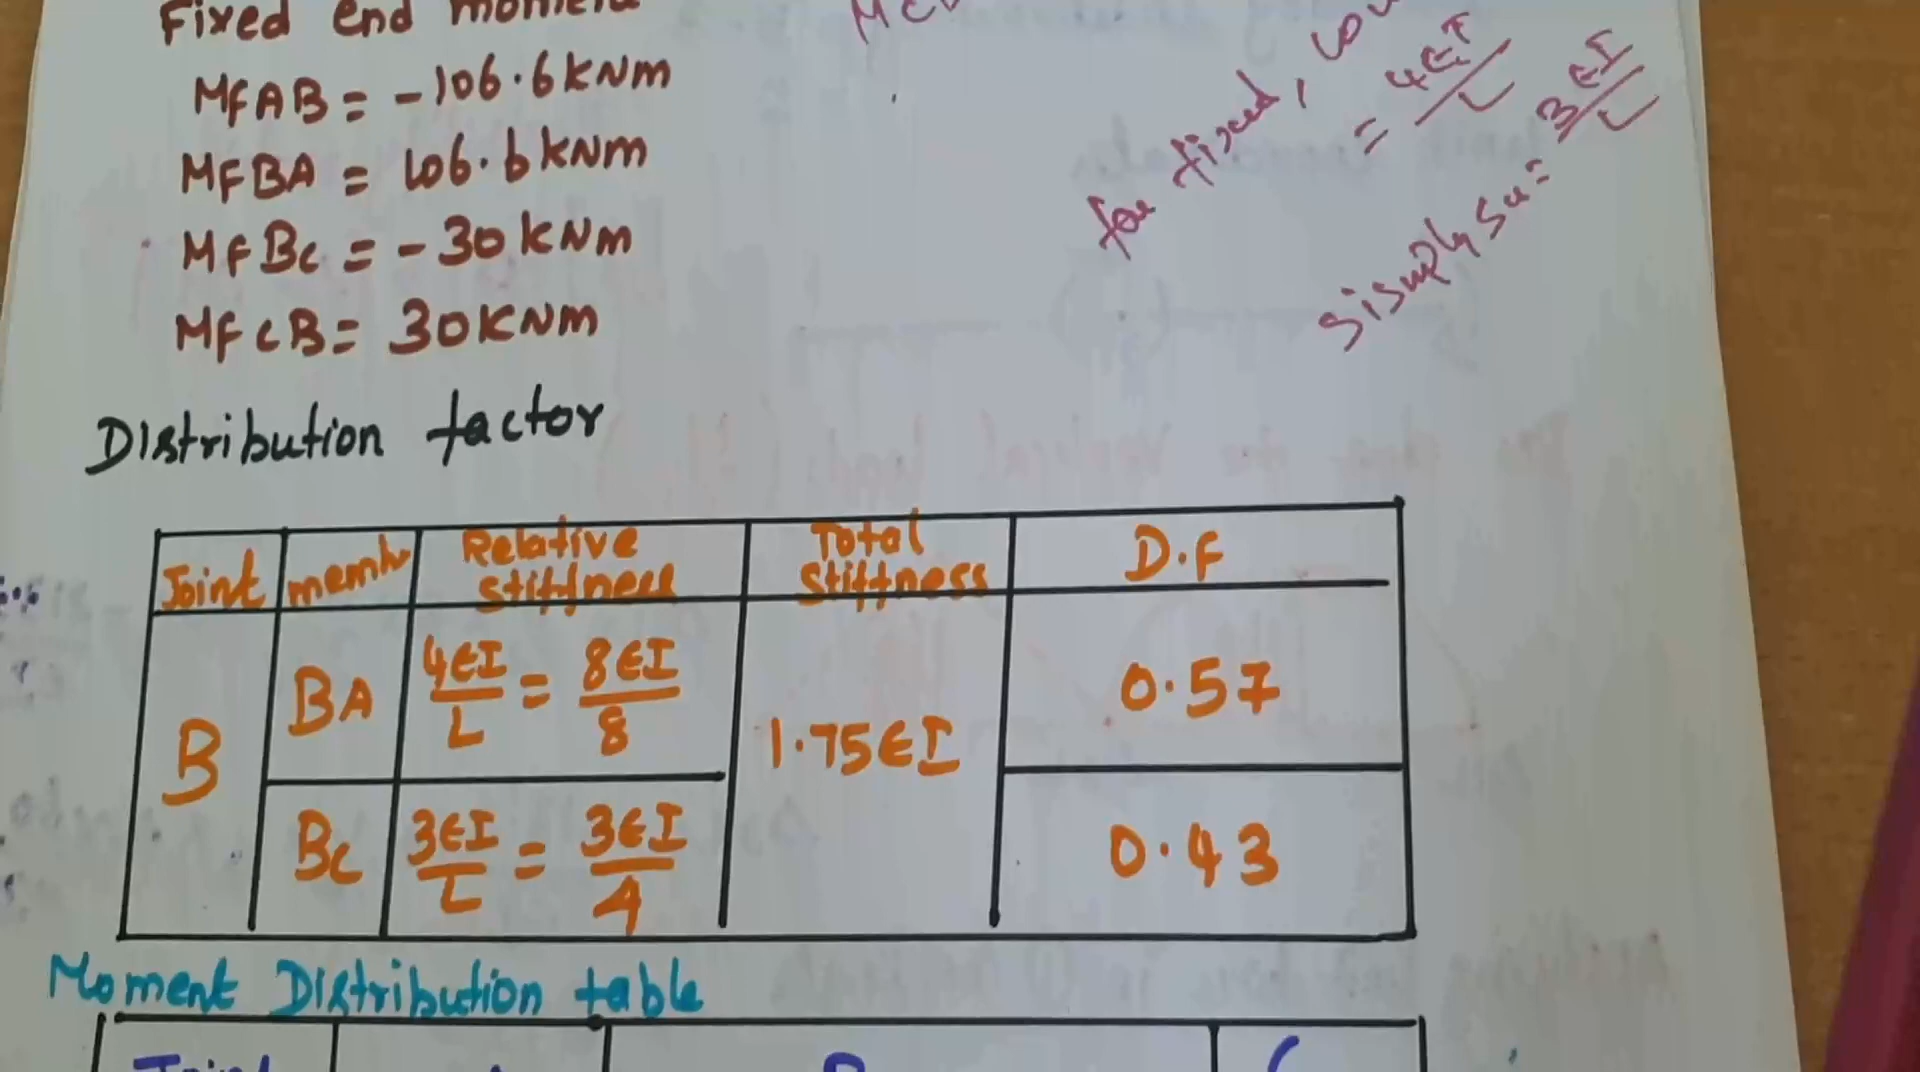 Fixed end moment
MFAB = -106.6 kNm
MFBA = 106.6 kNm
MFBC = -30 kNm
MFCB = 30 KNm
for fixed,
= 4EI/L
Sismply Su = 3EI/L
Distribution factor
Joint
Relative stiffness
Total stiffness
D.F
B
BA
4EI/L = 8EI/8
1.75EI
0.57
BC
3EI/L = 3EI/4
0.43
Moment Distribution table